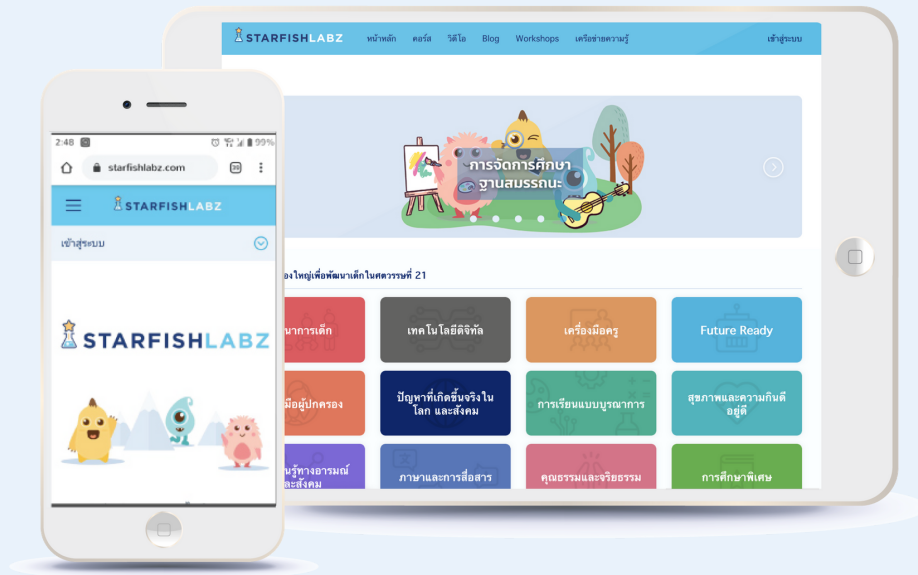 STARFISHLABZ
หน้าหลัก คอร์ส วิดีโอ Blog Workshops เครือข่ายความรู้ เข้าสู่ระบบ
การจัดการศึกษา
ฐานสมรรถนะ
ใหญ่เพื่อพัฒนาเด็กในศตวรรษที่ 21
นาการเด็ก
เทคโนโลยีดิจิทัล
เครื่องมือครู
Future Ready
มือผู้ปกครอง
ปัญหาที่เกิดขึ้นจริงใน
โลก และสังคม
การเรียนแบบบูรณาการ
สุขภาพและความกินดี
อยู่ดี
นรู้ทางอารมณ์
ละสังคม
ภาษาและการสื่อสาร
คุณธรรมและจริยธรรม
การศึกษาพิเศษ
2:48
99%
starfishlabz.com
STARFISHLABZ
เข้าสู่ระบบ
STARFISHLABZ